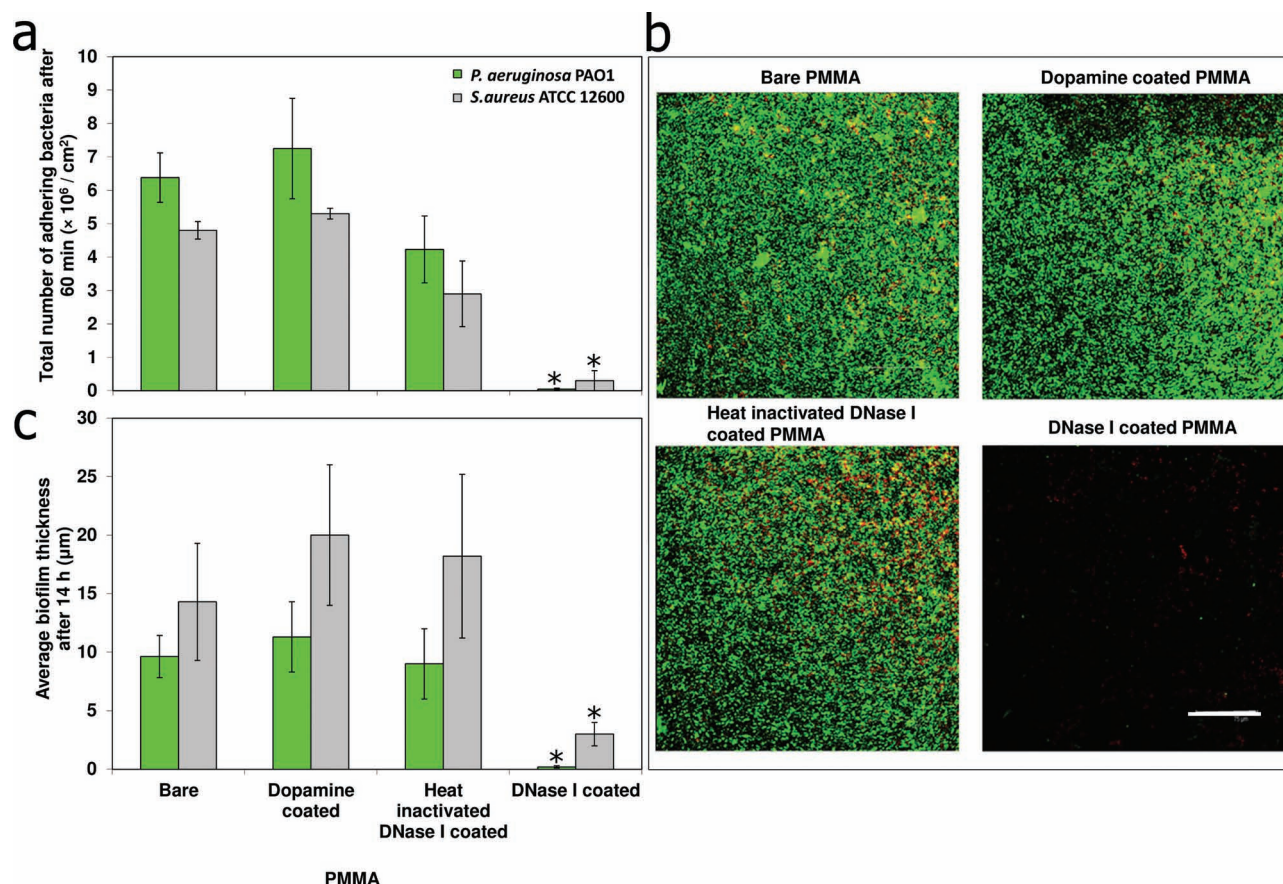 a
Total number of adhering bacteria after
60 min (× 10⁶ / cm²)
10
9
8
7
6
5
4
3
2
1
0
P. aeruginosa PAO1
S.aureus ATCC 12600
* *
b
Bare PMMA
Dopamine coated PMMA
Heat inactivated DNase I
coated PMMA
DNase I coated PMMA
75 µm
c
Average biofilm thickness
after 14 h (µm)
30
25
20
15
10
5
0
* *
Bare
Dopamine
coated
Heat
inactivated
DNase I coated
DNase I coated
PMMA